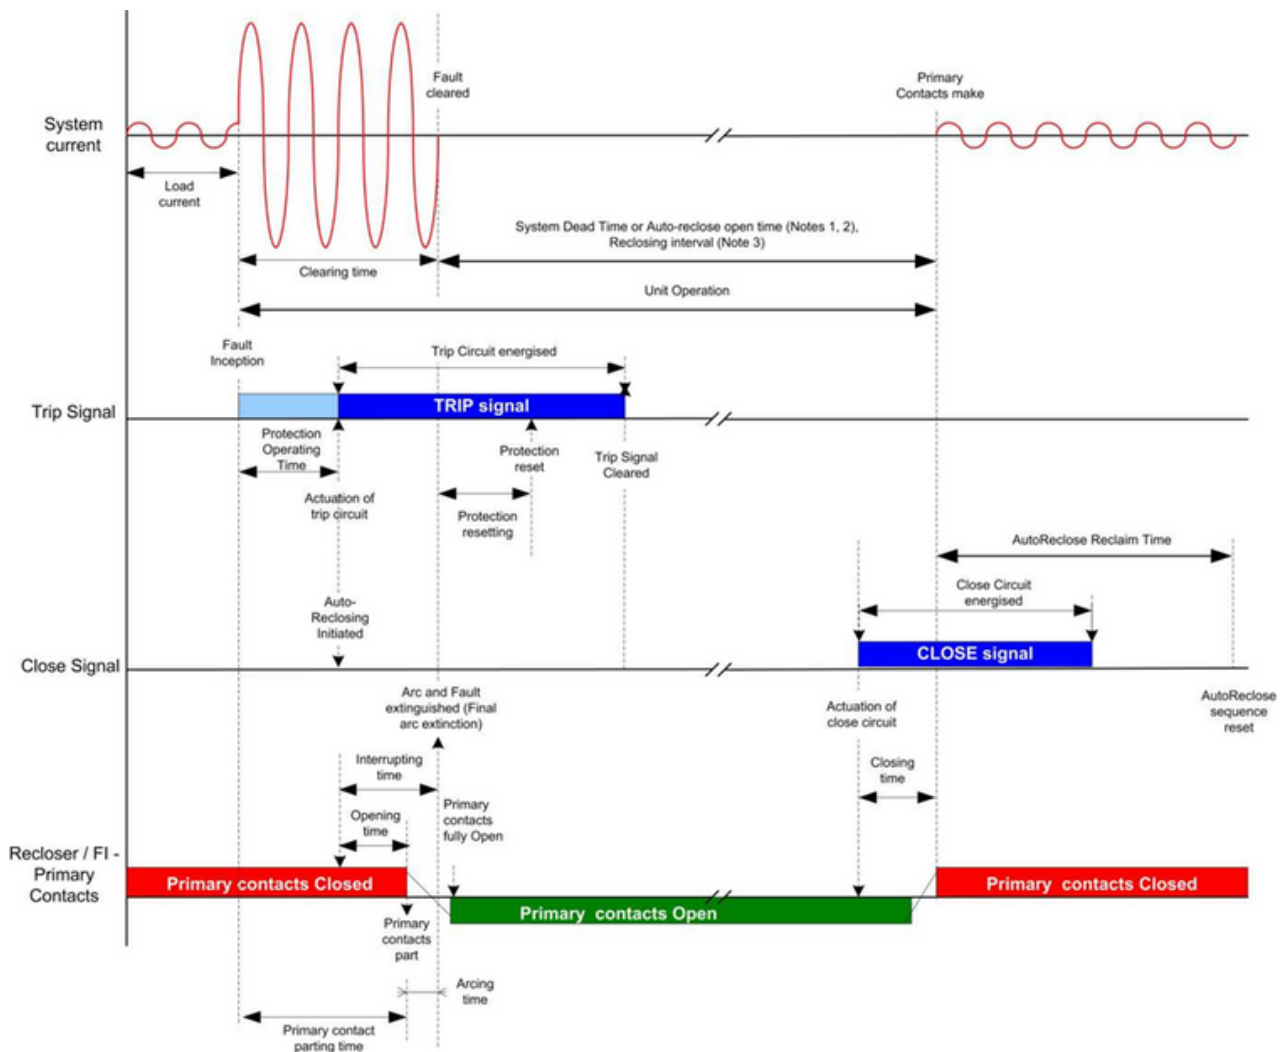 System
current
Load
current
Fault
cleared
Primary
Contacts make
System Dead Time or Auto-reclose open time (Notes 1, 2),
Reclosing interval (Note 3)
Clearing time
Unit Operation
Fault
Inception
Trip Circuit energised
Trip Signal
TRIP signal
Protection
Operating
Time
Actuation of
trip circuit
Protection
reset
Trip Signal
Cleared
Protection
resetting
AutoReclose Reclaim Time
Close Circuit
energised
Auto-
Reclosing
Initiated
Close Signal
CLOSE signal
Arc and Fault
extinguished (Final
arc extinction)
Actuation of
close circuit
AutoReclose
sequence
reset
Interrupting
time
Closing
time
Opening
time
Primary
contacts
fully Open
Recloser / FI -
Primary
Contacts
Primary contacts Closed
Primary contacts Open
Primary contacts Closed
Primary
contacts
part
Arcing
time
Primary contact
parting time